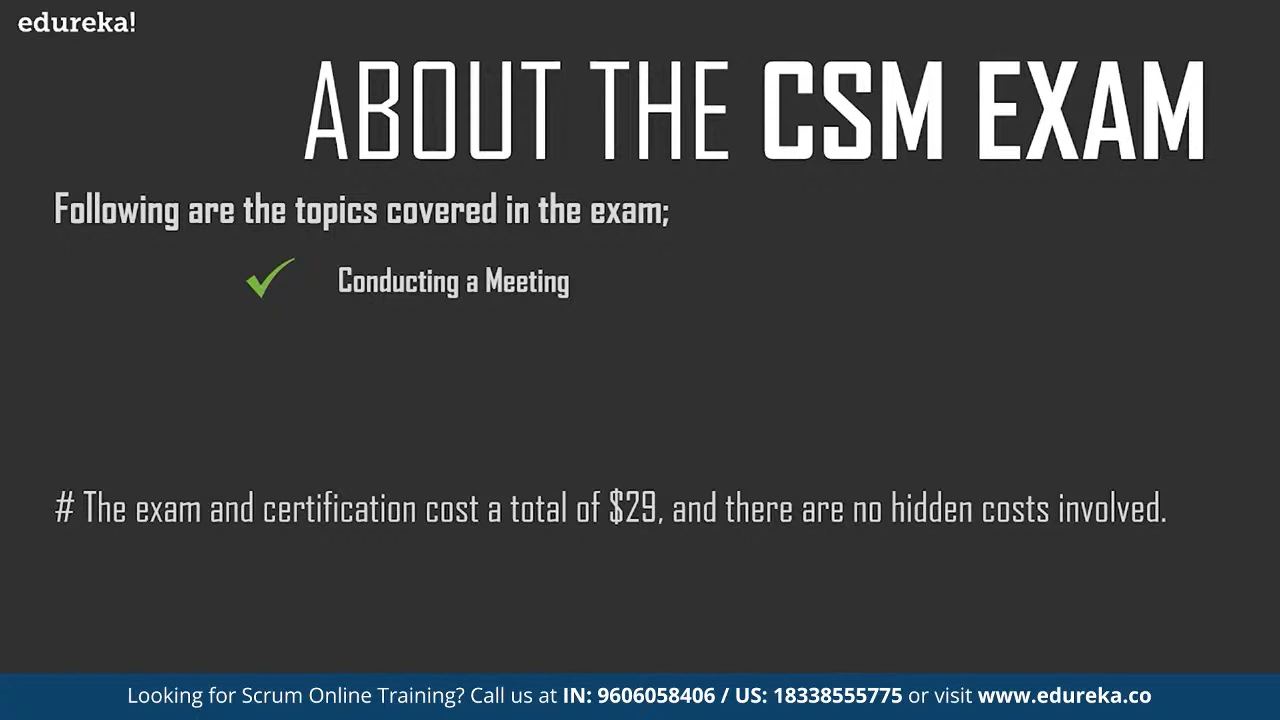 edureka!
ABOUT THE CSM EXAM
Following are the topics covered in the exam;
Conducting a Meeting
# The exam and certification cost a total of $29, and there are no hidden costs involved.
Looking for Scrum Online Training? Call us at IN: 9606058406 / US: 18338555775 or visit www.edureka.co